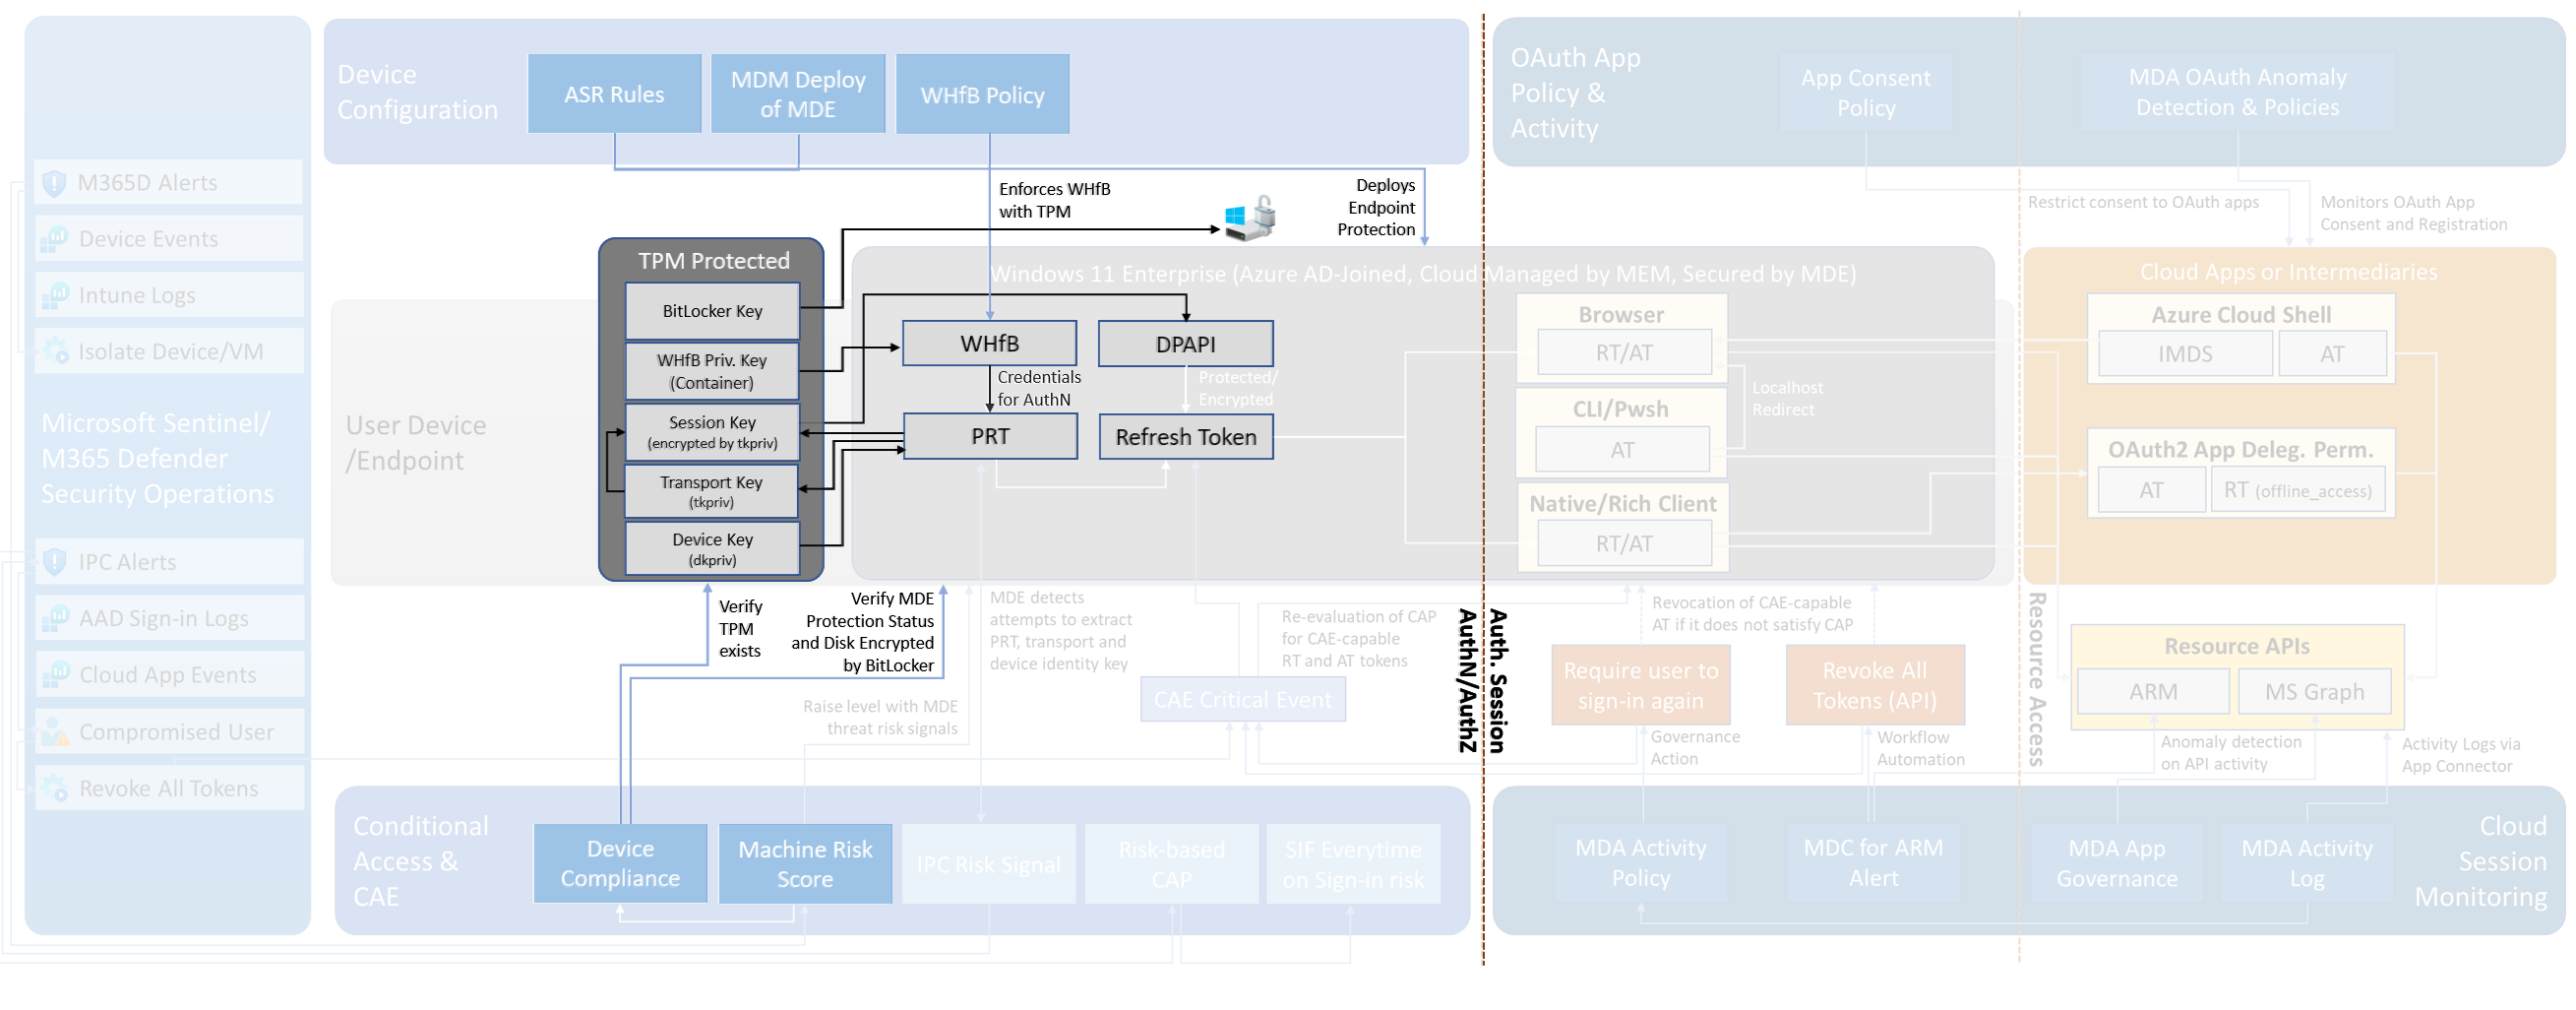 Device
Configuration
ASR Rules
MDM Deploy
of MDE
WHfB Policy
OAuth App
Policy &
Activity
App Consent
Policy
MDA OAuth Anomaly
Detection & Policies
M365D Alerts
Device Events
Intune Logs
Isolate Device/VM
Microsoft Sentinel/
M365 Defender
Security Operations
IPC Alerts
AAD Sign-in Logs
Cloud App Events
Compromised User
Revoke All Tokens
Enforces WHfB
with TPM
Deploys
Endpoint
Protection
Restrict consent to OAuth apps
Monitors OAuth App
Consent and Registration
User Device
/Endpoint
TPM Protected
BitLocker Key
WHfB Priv. Key
(Container)
Session Key
(encrypted by tkpriv)
Transport Key
(tkpriv)
Device Key
(dkpriv)
Windows 11 Enterprise (Azure AD-Joined, Cloud Managed by MEM, Secured by MDE)
WHfB
DPAPI
Credentials
for AuthN
Protected/
Encrypted
PRT
Refresh Token
Browser
RT/AT
CLI/Pwsh
AT
Native/Rich Client
RT/AT
Localhost
Redirect
Cloud Apps or Intermediaries
Azure Cloud Shell
IMDS
AT
OAuth2 App Deleg. Perm.
AT
RT (offline_access)
Verify
TPM
exists
Verify MDE
Protection Status
and Disk Encrypted
by BitLocker
MDE detects
attempts to extract
PRT, transport and
device identity key
Raise level with MDE
threat risk signals
Re-evaluation of CAP
for CAE-capable
RT and AT tokens
CAE Critical Event
AuthN/AuthZ
Auth. Session
Revocation of CAE-capable
AT if it does not satisfy CAP
Require user to
sign-in again
Revoke All
Tokens (API)
Governance
Action
Workflow
Automation
Resource Access
Resource APIs
ARM
MS Graph
Anomaly detection
on API activity
Activity Logs via
App Connector
Conditional
Access &
CAE
Device
Compliance
Machine Risk
Score
IPC Risk Signal
Risk-based
CAP
SIF Everytime
on Sign-in risk
MDA Activity
Policy
MDC for ARM
Alert
MDA App
Governance
MDA Activity
Log
Cloud
Session
Monitoring